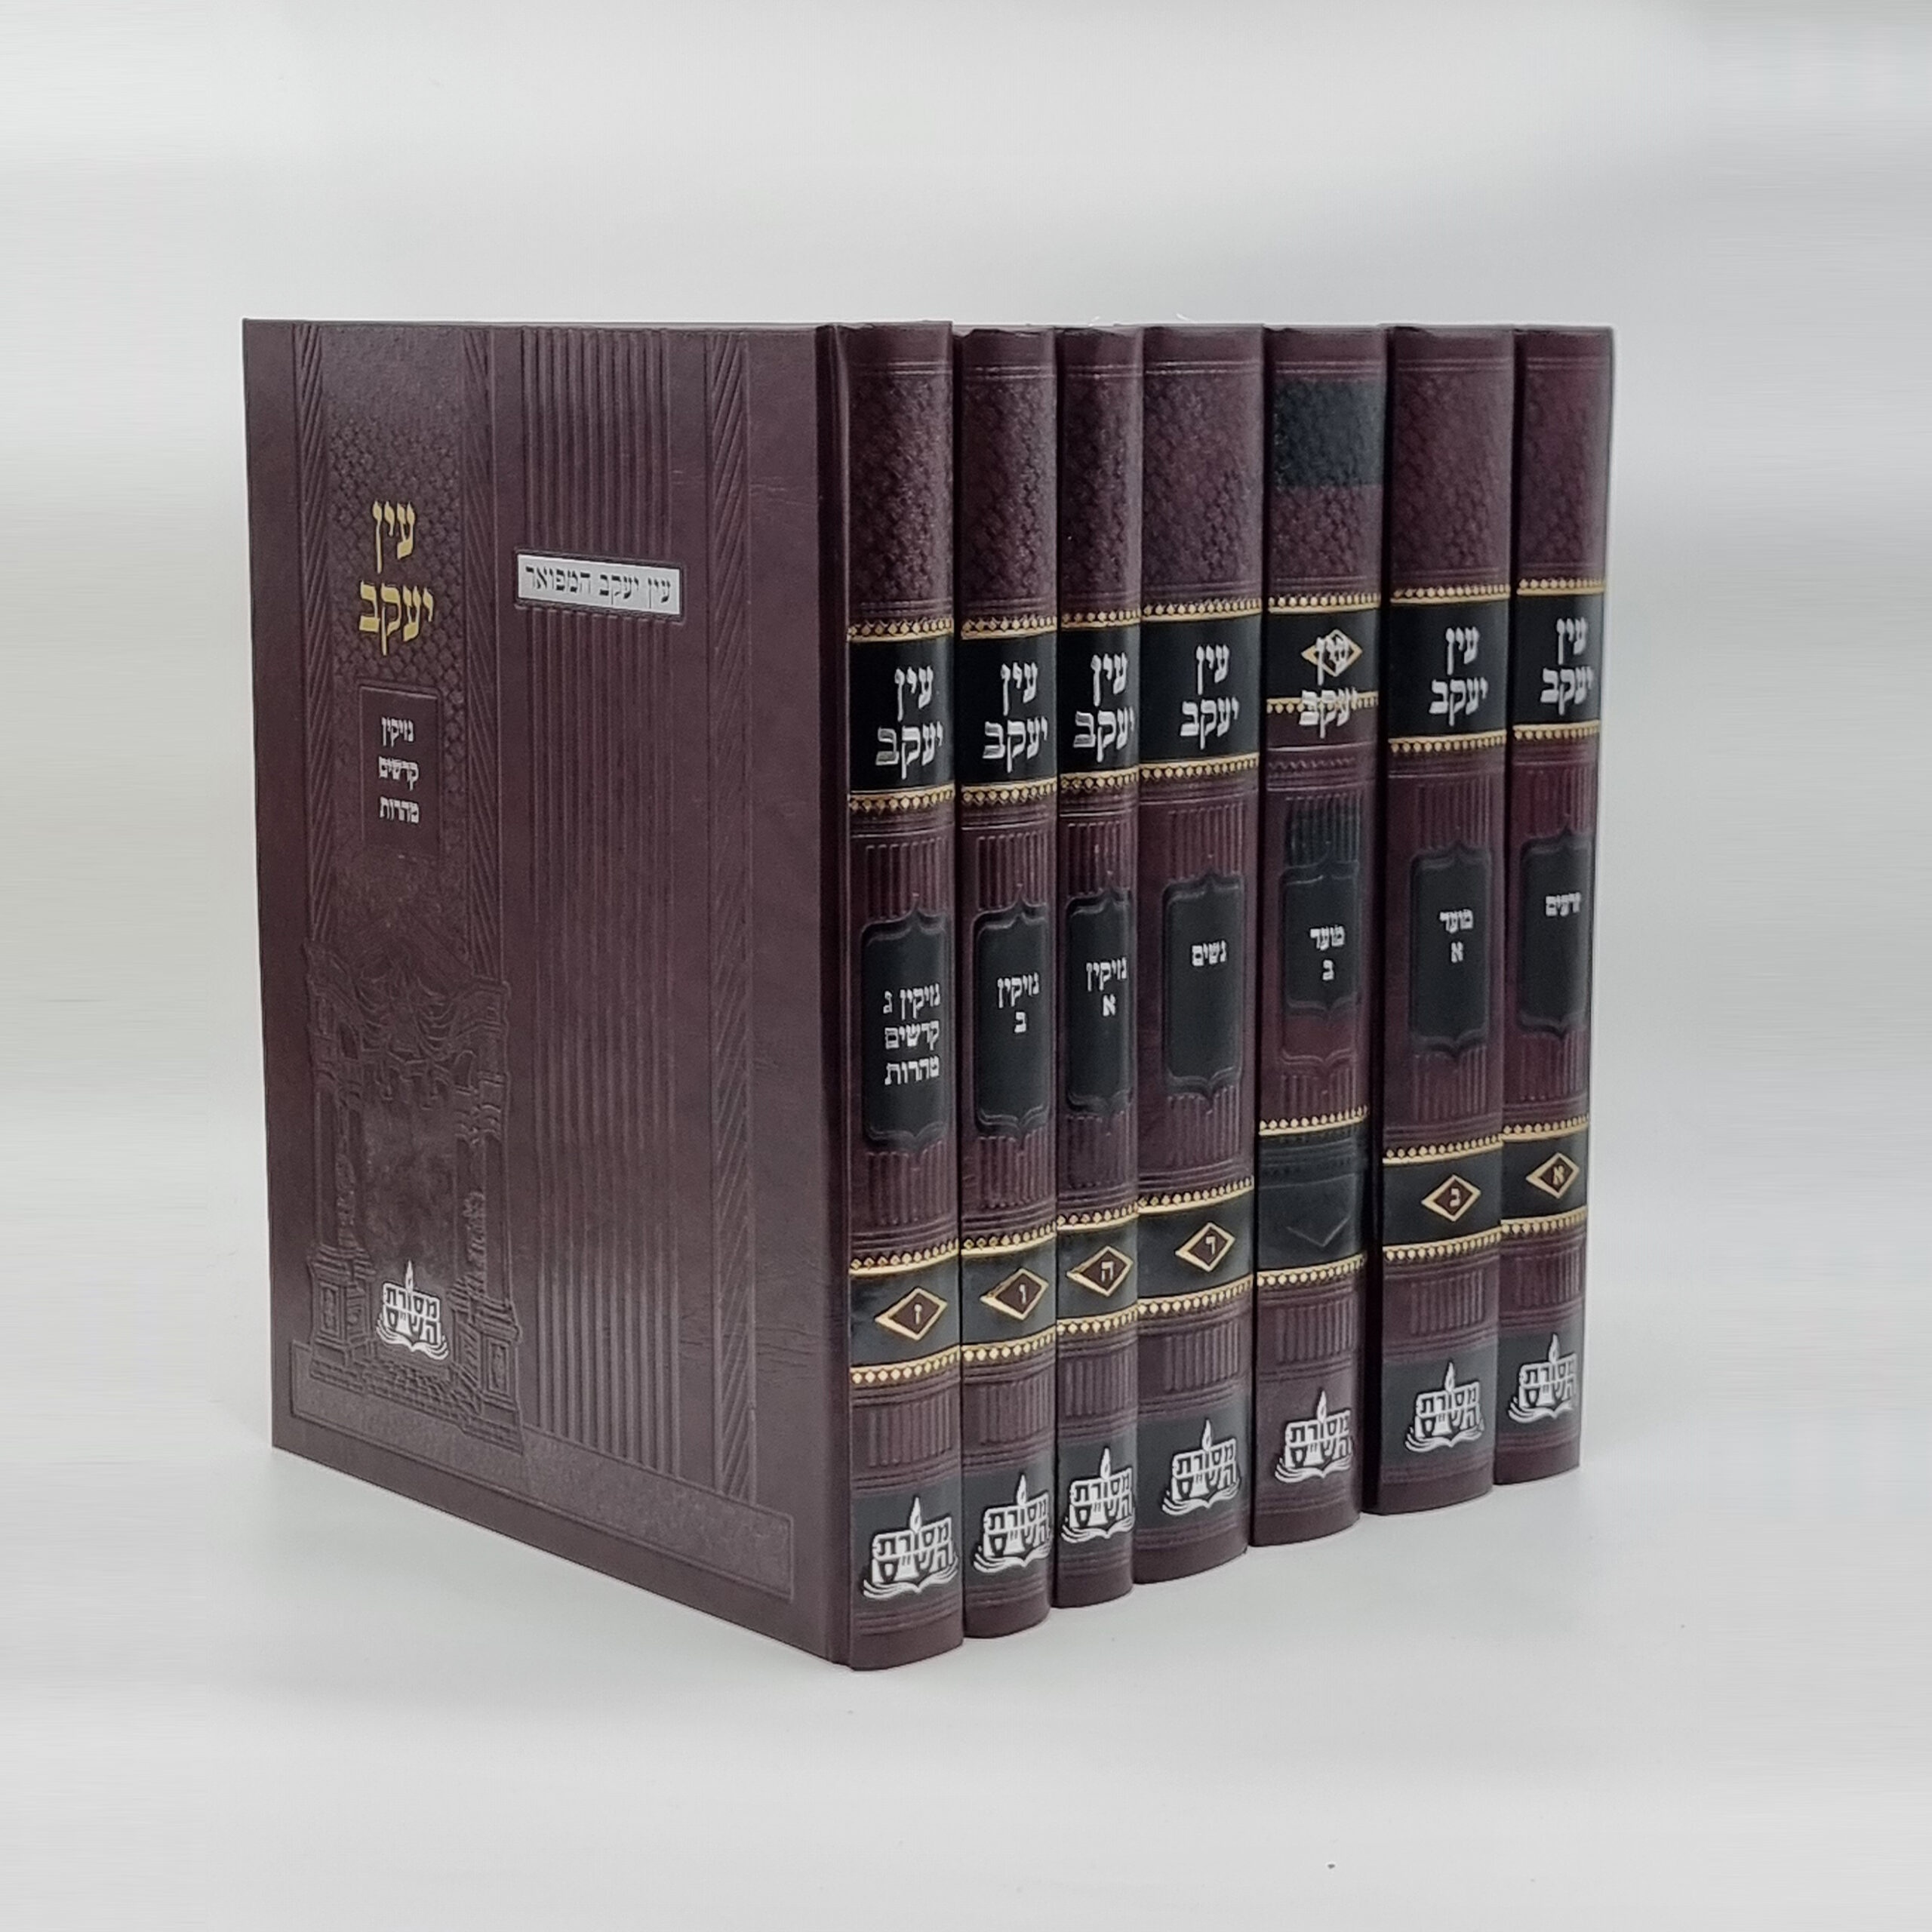 עין
יעקב
נזיקין
קדשים
טהרות
עין יעקב המפואר
מסורת
הש"ס
עין
יעקב
נזיקין ג
קדשים
טהרות
ז
מסורת
הש"ס
עין
יעקב
נזיקין
ב
ו
מסורת
הש"ס
עין
יעקב
נזיקין
א
ה
מסורת
הש"ס
עין
יעקב
נשים
ד
מסורת
הש"ס
עין
יעקב
מועד
ב
מסורת
הש"ס
עין
יעקב
מועד
א
ב
מסורת
הש"ס
עין
יעקב
זרעים
א
מסורת
הש"ס